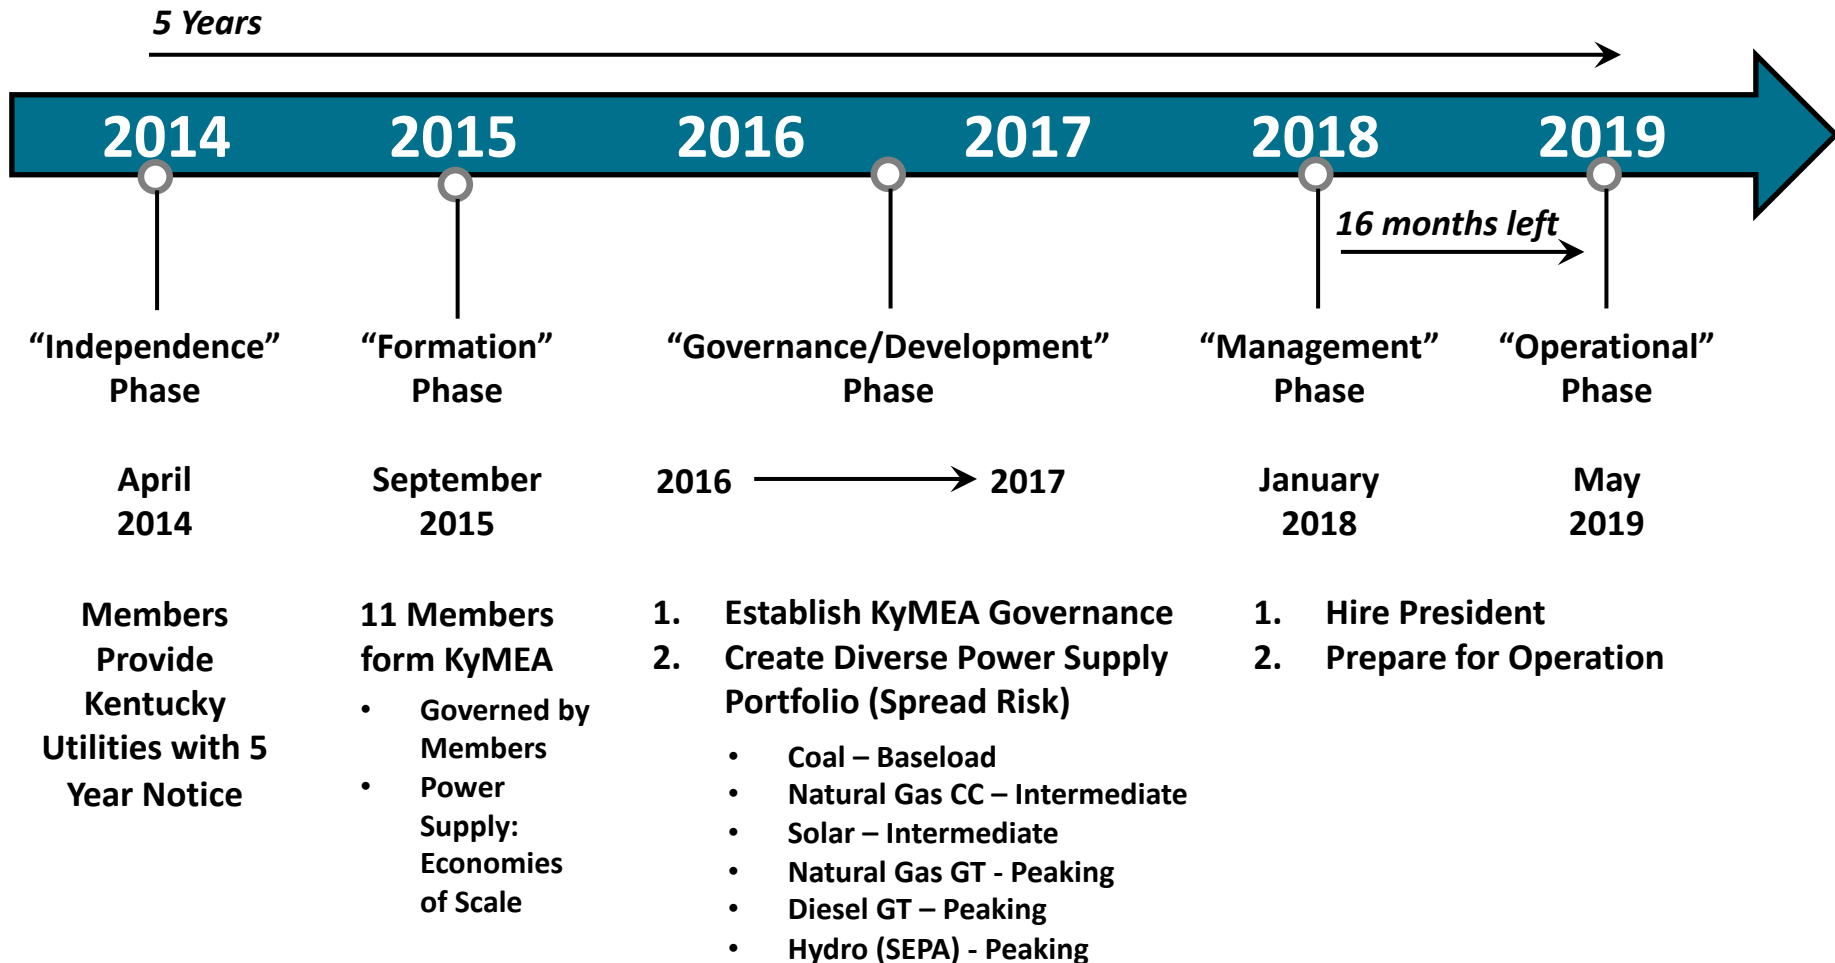 5 Years
2014
2015
2016
2017
2018
2019
16 months left
“Independence”
Phase
“Formation”
Phase
“Governance/Development”
Phase
“Management”
Phase
“Operational”
Phase
April
2014
September
2015
2016
2017
January
2018
May
2019
Members
Provide
Kentucky
Utilities with 5
Year Notice
11 Members
form KyMEA
• Governed by
Members
• Power
Supply:
Economies
of Scale
1. Establish KyMEA Governance
2. Create Diverse Power Supply
Portfolio (Spread Risk)
• Coal – Baseload
• Natural Gas CC – Intermediate
• Solar – Intermediate
• Natural Gas GT - Peaking
• Diesel GT – Peaking
• Hydro (SEPA) - Peaking
1. Hire President
2. Prepare for Operation